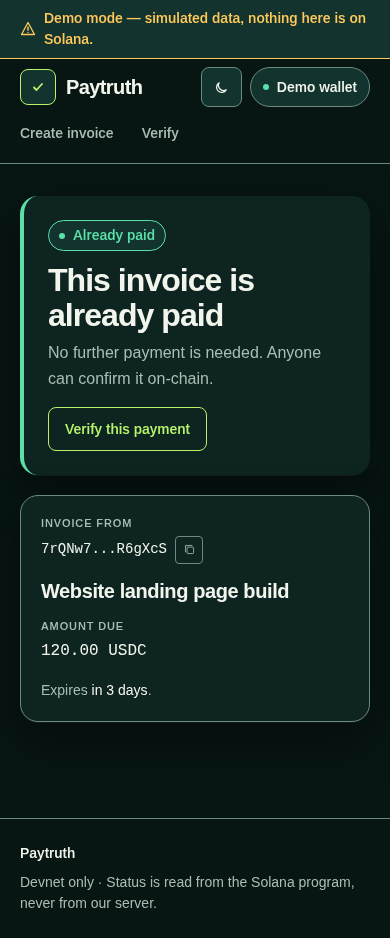 Demo mode — simulated data, nothing here is on
Solana.
Paytruth
Demo wallet
Create invoice
Verify
Already paid
This invoice is
already paid
No further payment is needed. Anyone
can confirm it on-chain.
Verify this payment
INVOICE FROM
7rQNw7...R6gXcS
Website landing page build
AMOUNT DUE
120.00 USDC
Expires in 3 days.
Paytruth
Devnet only · Status is read from the Solana program,
never from our server.